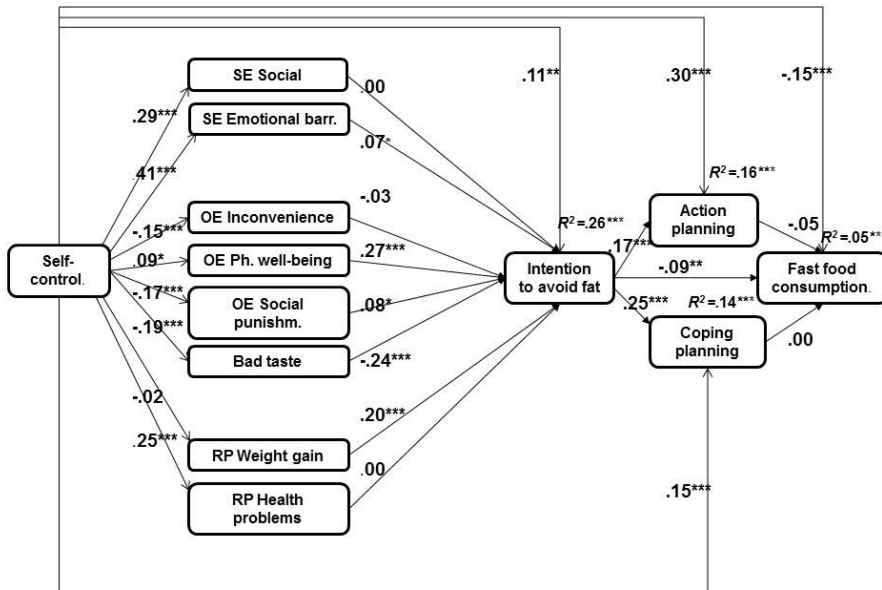 SE Social
.00
.11**
.30***
-.15***
.29***
SE Emotional barr.
.07*
.41***
R²=.16***
-.03
Action
planning
-.05
OE Inconvenience
R²=.26***
R²=.05**
-.15***
.17***
Self-
control.
.09*
OE Ph. well-being
.27***
Intention
to avoid fat
-.09**
Fast food
consumption.
-.17***
OE Social
punishm.
.08*
.25***
R²=.14***
-.19***
Bad taste
-.24***
Coping
planning
.00
-.02
.20***
.25***
RP Weight gain
.00
RP Health
problems
.15***